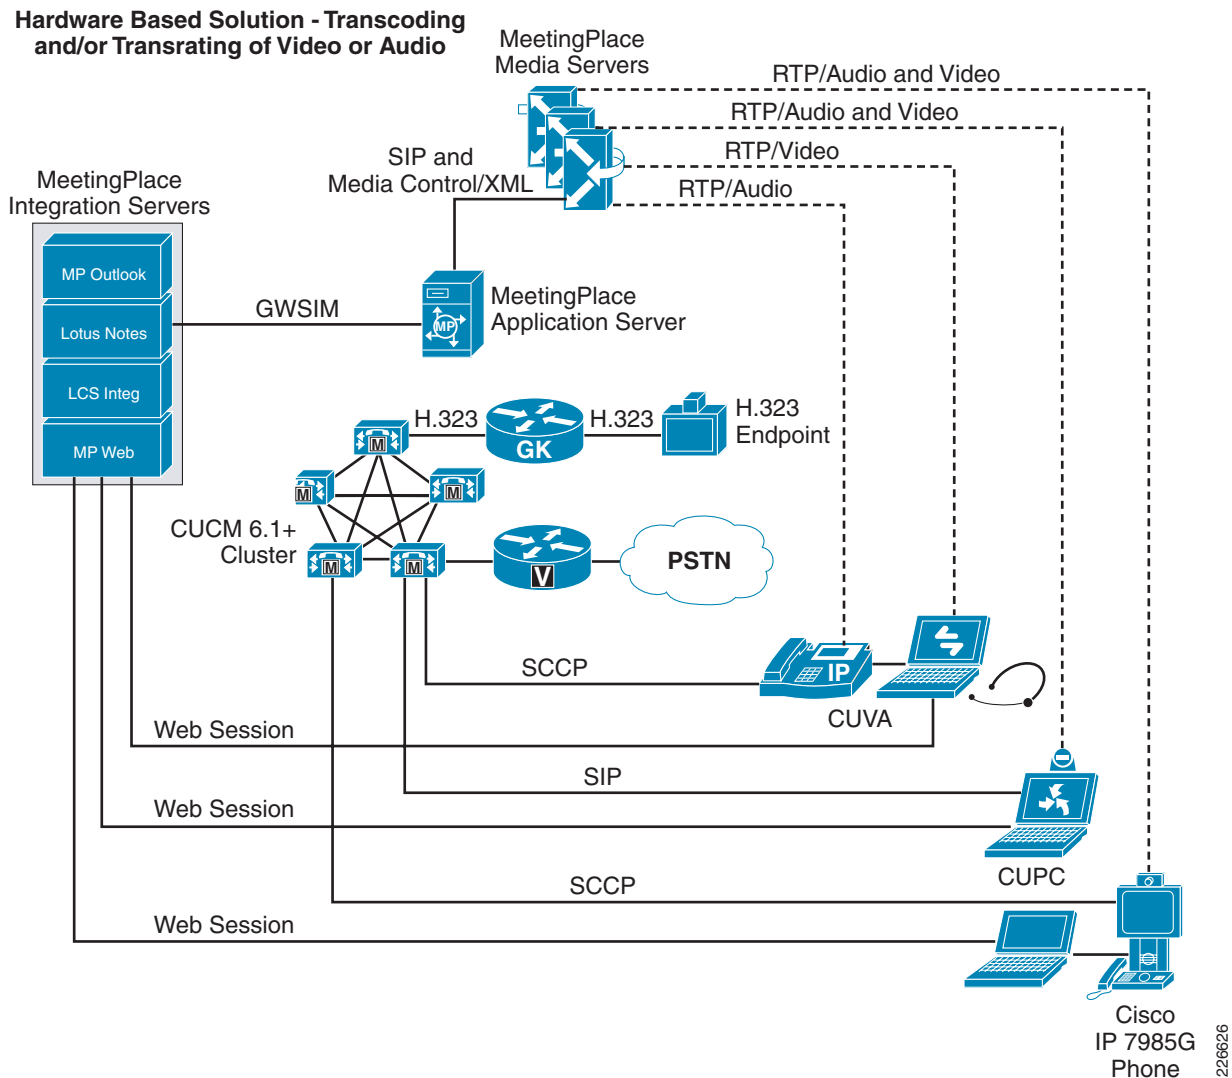 Hardware Based Solution - Transcoding
and/or Transrating of Video or Audio
MeetingPlace
Media Servers
RTP/Audio and Video
RTP/Audio and Video
RTP/Video
RTP/Audio
SIP and
Media Control/XML
MeetingPlace
Integration Servers
MP Outlook
Lotus Notes
LCS Integ
MP Web
GWSIM
MP
MeetingPlace
Application Server
H.323
GK
H.323
H.323
Endpoint
M
M
M
M
M
CUCM 6.1+
Cluster
V
PSTN
SCCP
IP
CUVA
Web Session
SIP
Web Session
CUPC
SCCP
Web Session
Cisco
IP 7985G
Phone
226626